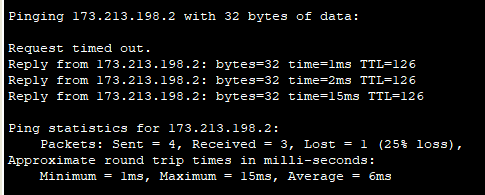 Pinging 173.213.198.2 with 32 bytes of data:
Request timed out.
Reply from 173.213.198.2: bytes=32 time=1ms TTL=126
Reply from 173.213.198.2: bytes=32 time=2ms TTL=126
Reply from 173.213.198.2: bytes=32 time=15ms TTL=126
Ping statistics for 173.213.198.2:
Packets: Sent = 4, Received = 3, Lost = 1 (25% loss),
Approximate round trip times in milli-seconds:
Minimum = 1ms, Maximum = 15ms, Average = 6ms